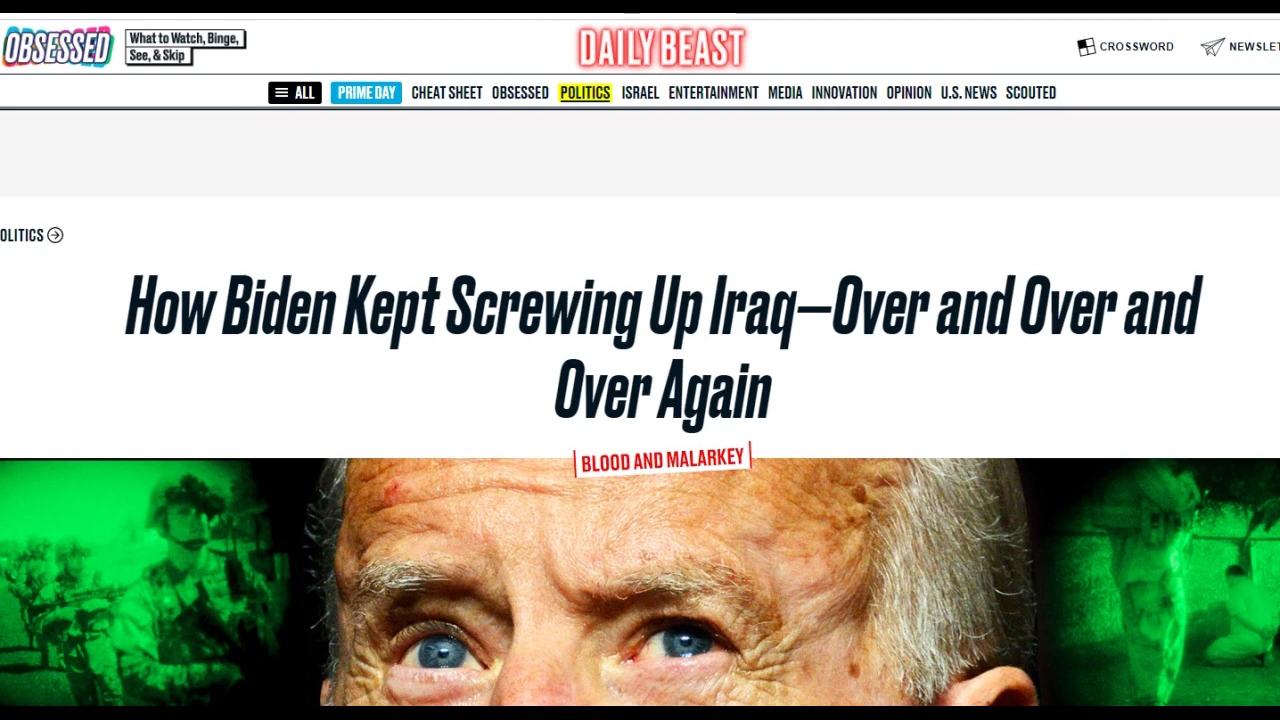 OBSESSED
What to Watch, Binge,
See, & Skip
DAILY BEAST
CROSSWORD
NEWSLET
ALL
PRIME DAY
CHEAT SHEET
OBSESSED
POLITICS
ISRAEL
ENTERTAINMENT
MEDIA
INNOVATION
OPINION
U.S. NEWS
SCOUTED
OLITICS
How Biden Kept Screwing Up Iraq—Over and Over and
Over Again
BLOOD AND MALARKEY